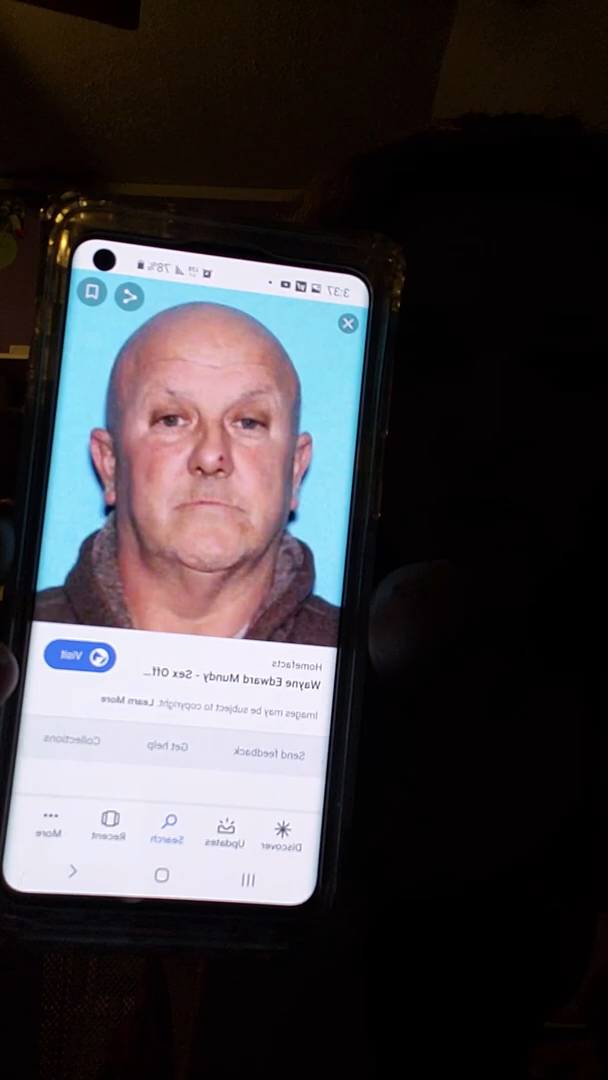 3:37
78%
Homefacts
Wayne Edward Mundy - Sex Off...
Visit
Images may be subject to copyright. Learn More
Send feedback Get help Collections
Discover Updates Search Recent More